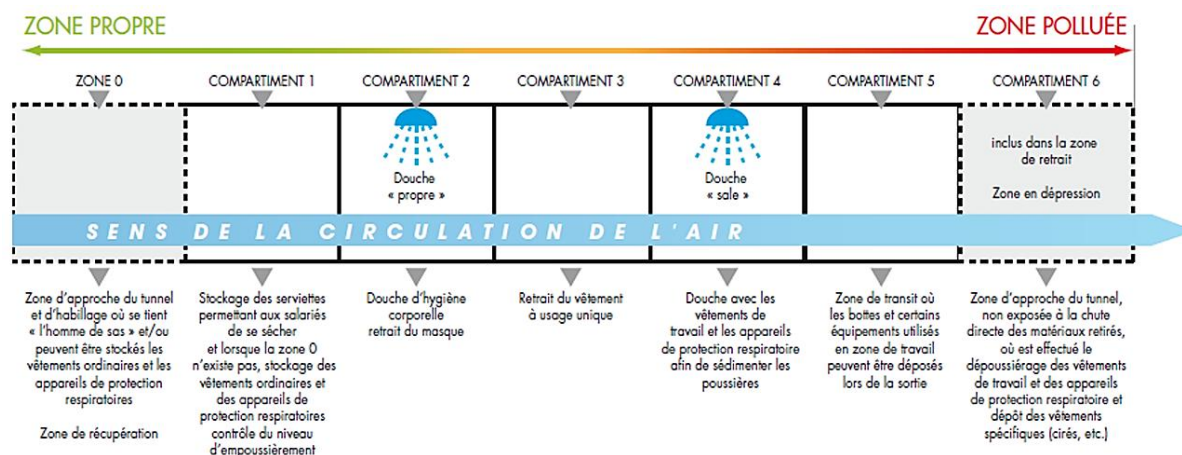 ZONE PROPRE
ZONE POLLUÉE
ZONE 0
COMPARTIMENT 1
COMPARTIMENT 2
COMPARTIMENT 3
COMPARTIMENT 4
COMPARTIMENT 5
COMPARTIMENT 6
Douche
« propre »
Douche
« sale »
inclus dans la zone
de retrait
Zone en dépression
SENS DE LA CIRCULATION DE L'AIR
Zone d'approche du tunnel
et d'habillage où se tient
« l'homme de sas » et/ou
peuvent être stockés les
vêtements ordinaires et les
appareils de protection
respiratoires
Zone de récupération
Stockage des serviettes
permettant aux salariés
de se sécher
et lorsque la zone 0
n'existe pas, stockage des
vêtements ordinaires et
des appareils de
protection respiratoires
contrôle du niveau
d'empoussièrement
Douche d'hygiène
corporelle
retrait du masque
Retrait du vêtement
à usage unique
Douche avec les
vêtements de
travail et les appareils
de protection respiratoire
afin de sédimenter les
poussières
Zone de transit où
les bottes et certains
équipements utilisés
en zone de travail
peuvent être déposés
lors de la sortie
Zone d'approche du tunnel,
non exposée à la chute
directe des matériaux retirés,
où est effectué le
dépoussiérage des vêtements
de travail et des appareils
de protection respiratoire et
dépôt des vêtements
spécifiques (cirés, etc.)